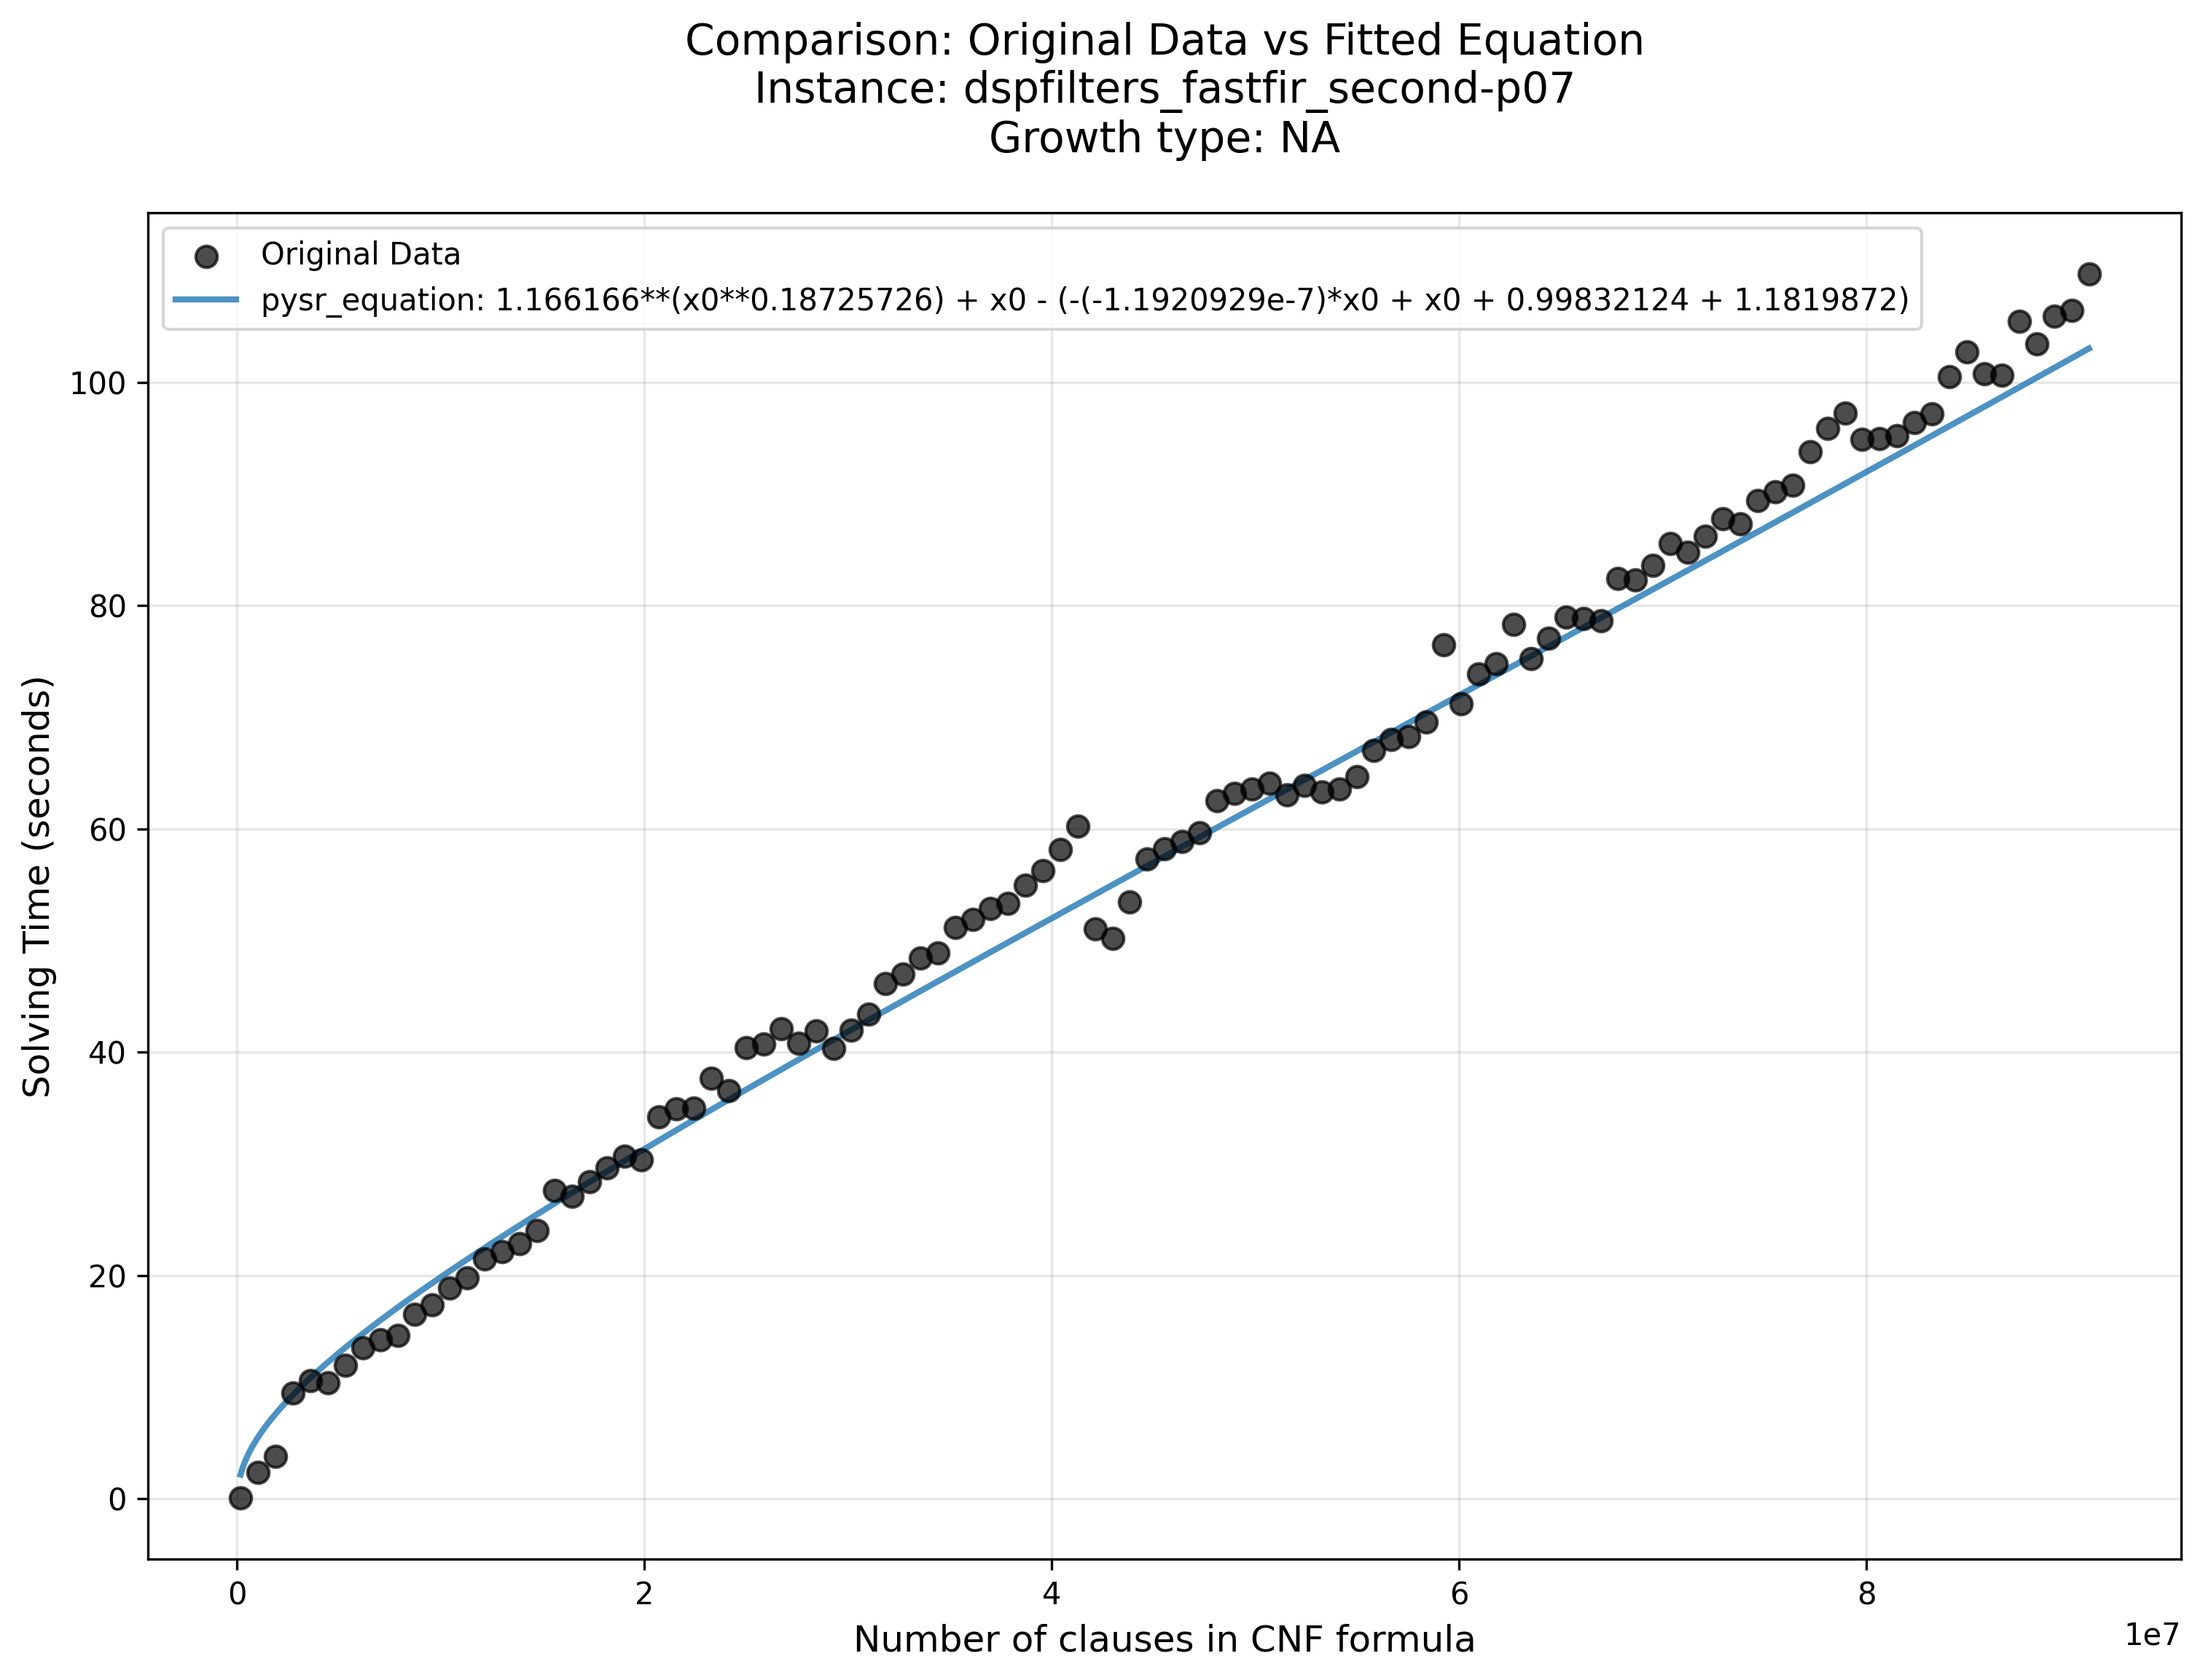 Comparison: Original Data vs Fitted Equation
Instance: dspfilters_fastfir_second-p07
Growth type: NA
Original Data
pysr_equation: 1.166166**(x0**0.18725726) + x0 - (-(-1.1920929e-7)*x0 + x0 + 0.99832124 + 1.1819872)
100
80
60
40
20
0
Solving Time (seconds)
0 2 4 6 8
1e7
Number of clauses in CNF formula